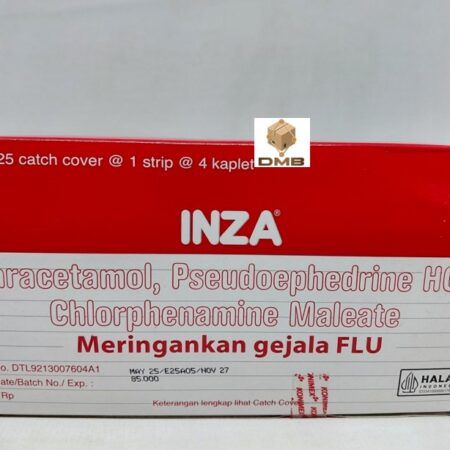 25 catch cover @ 1 strip @ 4 kaplet
DMB
INZA®
aracetamol, Pseudoephedrine HC
Chlorphenamine Maleate
Meringankan gejala FLU
o. DTL9213007604A1
ate/Batch No./ Exp. : MAY 25/E25A05/NOV 27
Rp 85.000
Keterangan lengkap lihat Catch Cover
HALA
INDONES